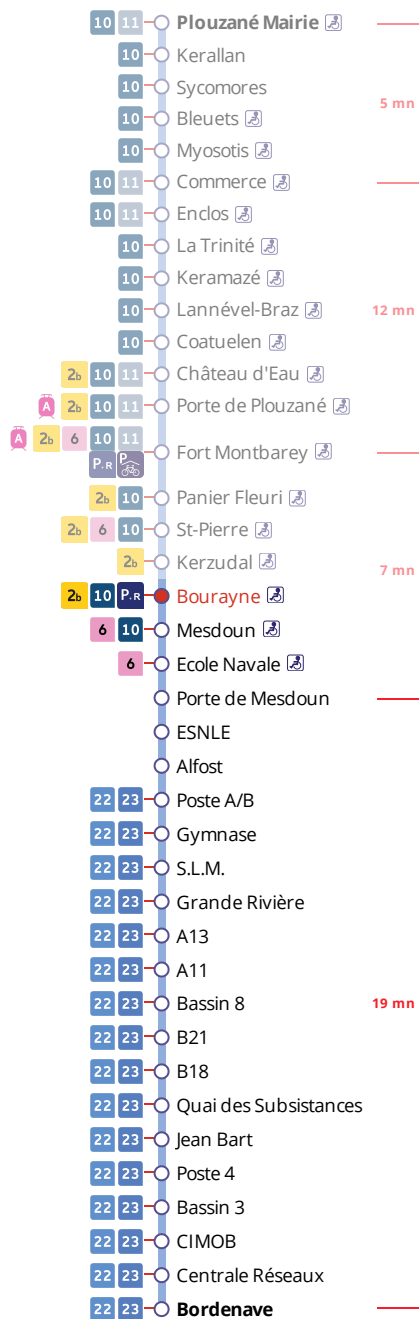 10 11 Plouzané Mairie
10 Kerallan
10 Sycomores
5 mn
10 Bleuets
10 Myosotis
10 11 Commerce
10 11 Enclos
10 La Trinité
10 Keramazé
10 Lannével-Braz 12 mn
10 Coatuelen
2b 10 11 Château d'Eau
A 2b 10 11 Porte de Plouzané
A 2b 6 10 11
Fort Montbarey
P+R P
2b 10 Panier Fleuri
2b 6 10 St-Pierre
2b Kerzudal
7 mn
2b 10 P+R Bourayne
6 10 Mesdoun
6 Ecole Navale
Porte de Mesdoun
ESNLE
Alfost
22 23 Poste A/B
22 23 Gymnase
22 23 S.L.M.
22 23 Grande Rivière
22 23 A13
22 23 A11
22 23 Bassin 8 19 mn
22 23 B21
22 23 B18
22 23 Quai des Subsistances
22 23 Jean Bart
22 23 Poste 4
22 23 Bassin 3
22 23 CIMOB
22 23 Centrale Réseaux
22 23 Bordenave